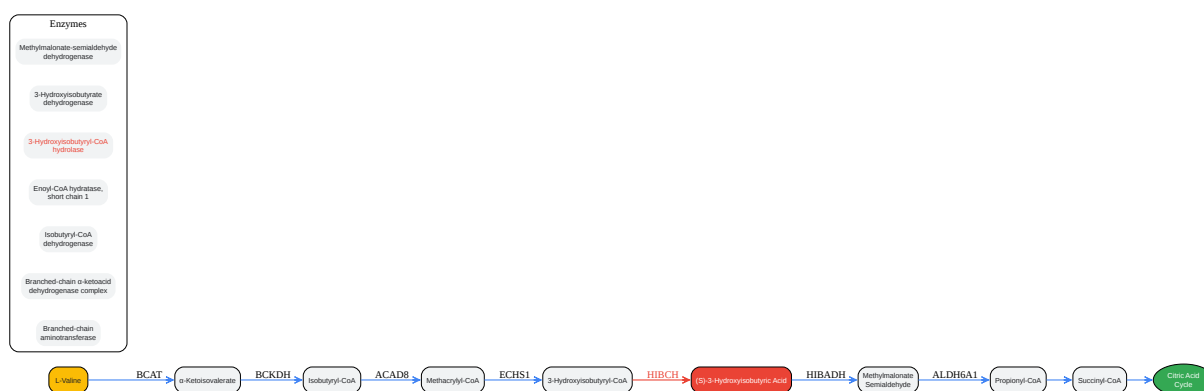 Enzymes
Methylmalonate-semialdehyde
dehydrogenase
3-Hydroxyisobutyrate
dehydrogenase
3-Hydroxyisobutyryl-CoA
hydrolase
Enoyl-CoA hydratase,
short chain 1
Isobutyryl-CoA
dehydrogenase
Branched-chain α-ketoacid
dehydrogenase complex
Branched-chain
aminotransferase
L-Valine
BCAT
α-Ketoisovalerate
BCKDH
Isobutyryl-CoA
ACAD8
Methacrylyl-CoA
ECHS1
3-Hydroxyisobutyryl-CoA
HIBCH
(S)-3-Hydroxyisobutyric Acid
HIBADH
Methylmalonate
Semialdehyde
ALDH6A1
Propionyl-CoA
Succinyl-CoA
Citric Acid
Cycle